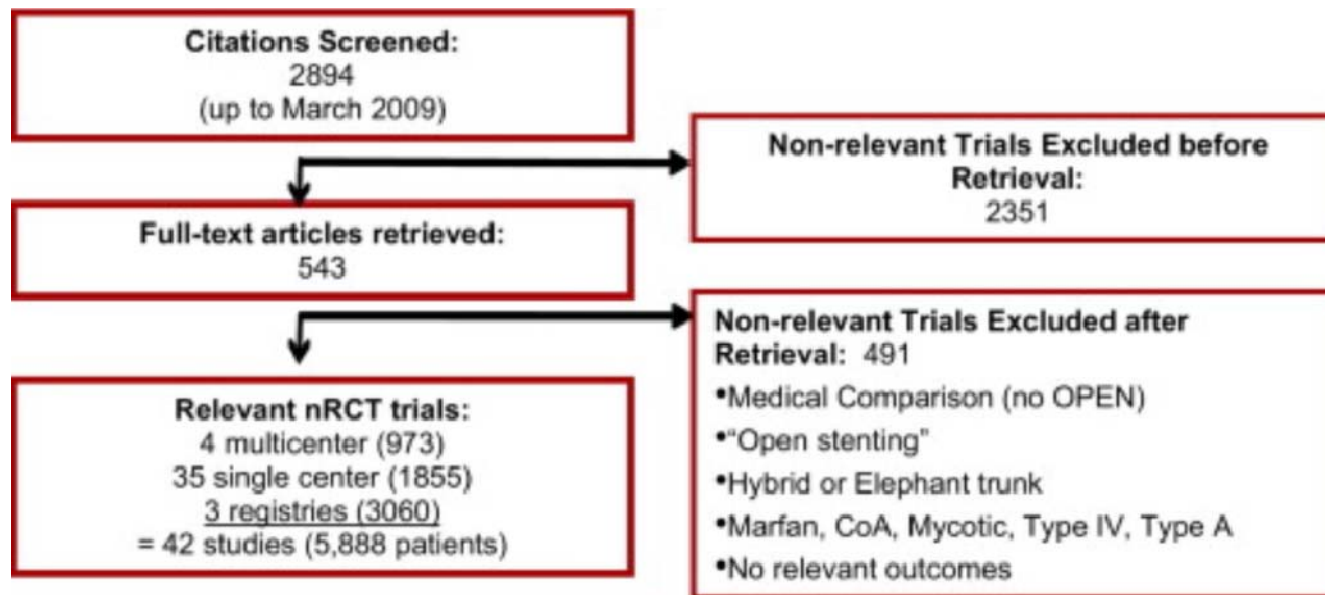 Citations Screened:
2894
(up to March 2009)
Non-relevant Trials Excluded before
Retrieval:
2351
Full-text articles retrieved:
543
Non-relevant Trials Excluded after
Retrieval: 491
•Medical Comparison (no OPEN)
•“Open stenting”
•Hybrid or Elephant trunk
•Marfan, CoA, Mycotic, Type IV, Type A
•No relevant outcomes
Relevant nRCT trials:
4 multicenter (973)
35 single center (1855)
3 registries (3060)
= 42 studies (5,888 patients)